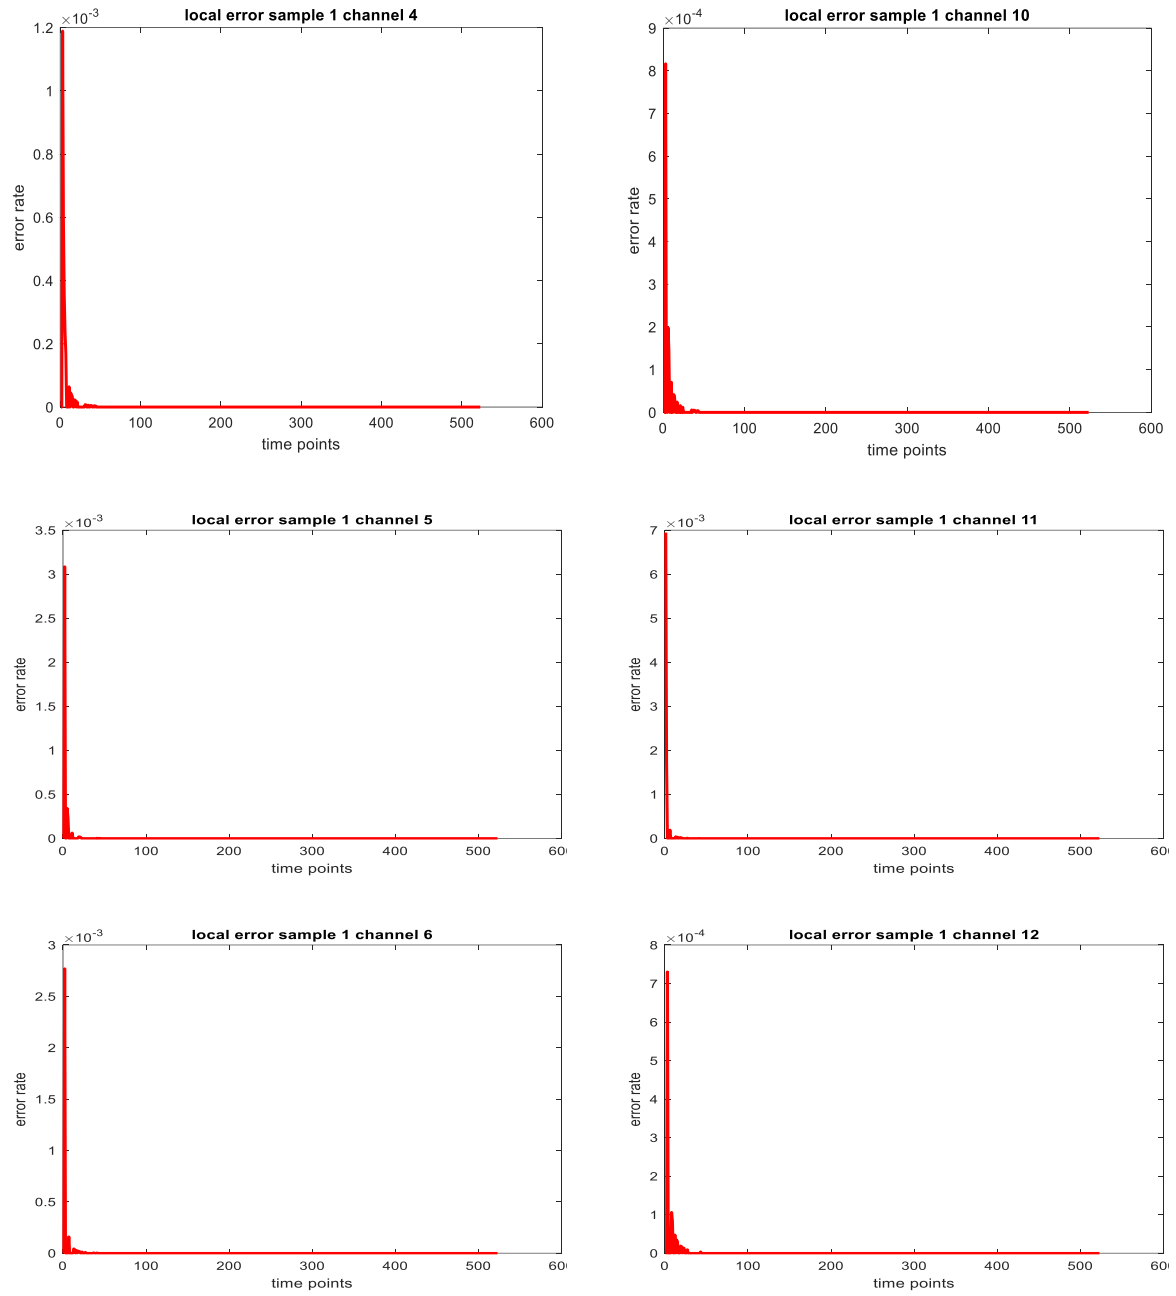 local error sample 1 channel 4
×10-3
1.2
1
0.8
0.6
0.4
0.2
0
error rate
0 100 200 300 400 500 600
time points
local error sample 1 channel 10
×10-4
9
8
7
6
5
4
3
2
1
0
error rate
0 100 200 300 400 500 600
time points
local error sample 1 channel 5
×10-3
3.5
3
2.5
2
1.5
1
0.5
0
error rate
0 100 200 300 400 500 600
time points
local error sample 1 channel 11
×10-3
7
6
5
4
3
2
1
0
error rate
0 100 200 300 400 500 600
time points
local error sample 1 channel 6
×10-3
3
2.5
2
1.5
1
0.5
0
error rate
0 100 200 300 400 500 600
time points
local error sample 1 channel 12
×10-4
8
7
6
5
4
3
2
1
0
error rate
0 100 200 300 400 500 600
time points